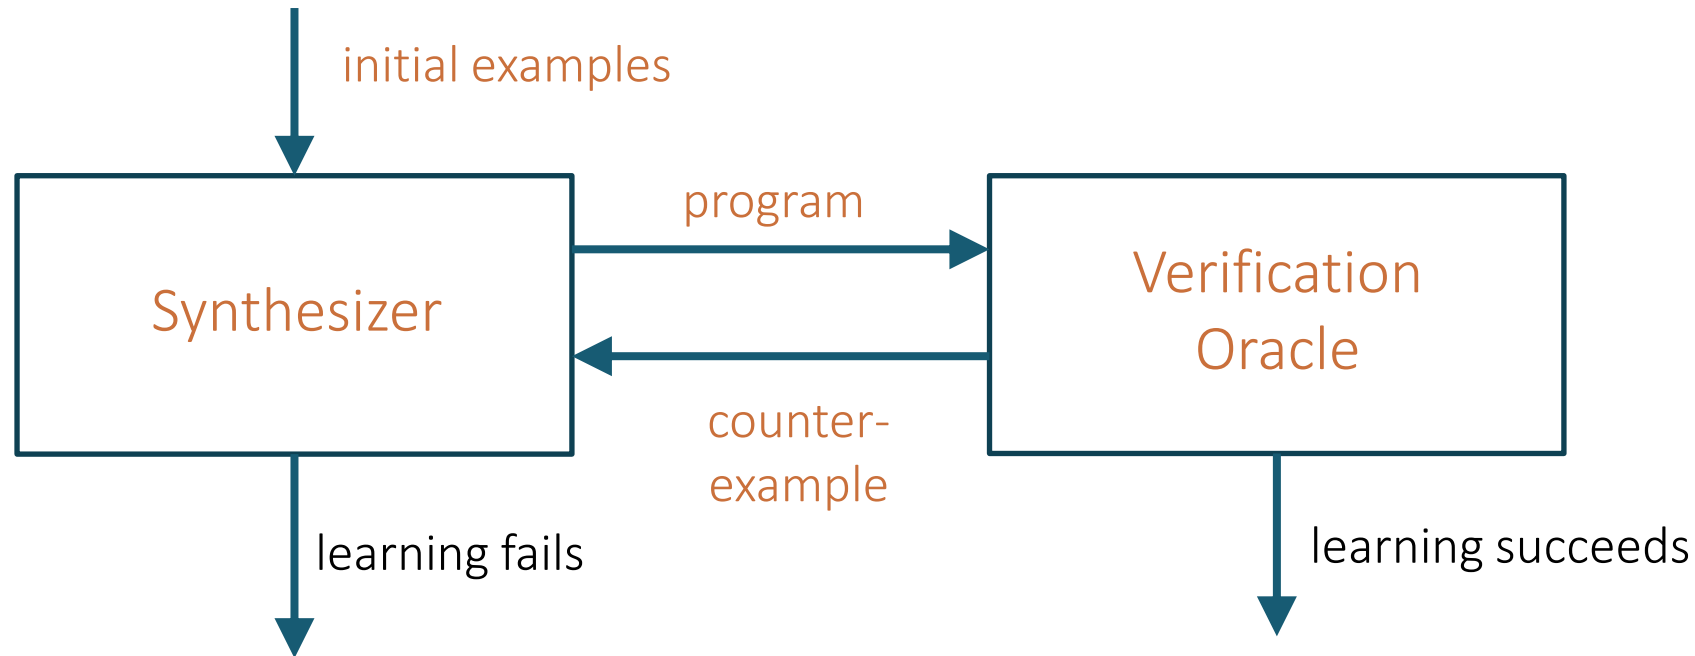 initial examples
program
Synthesizer
Verification
Oracle
counter-
example
learning fails
learning succeeds